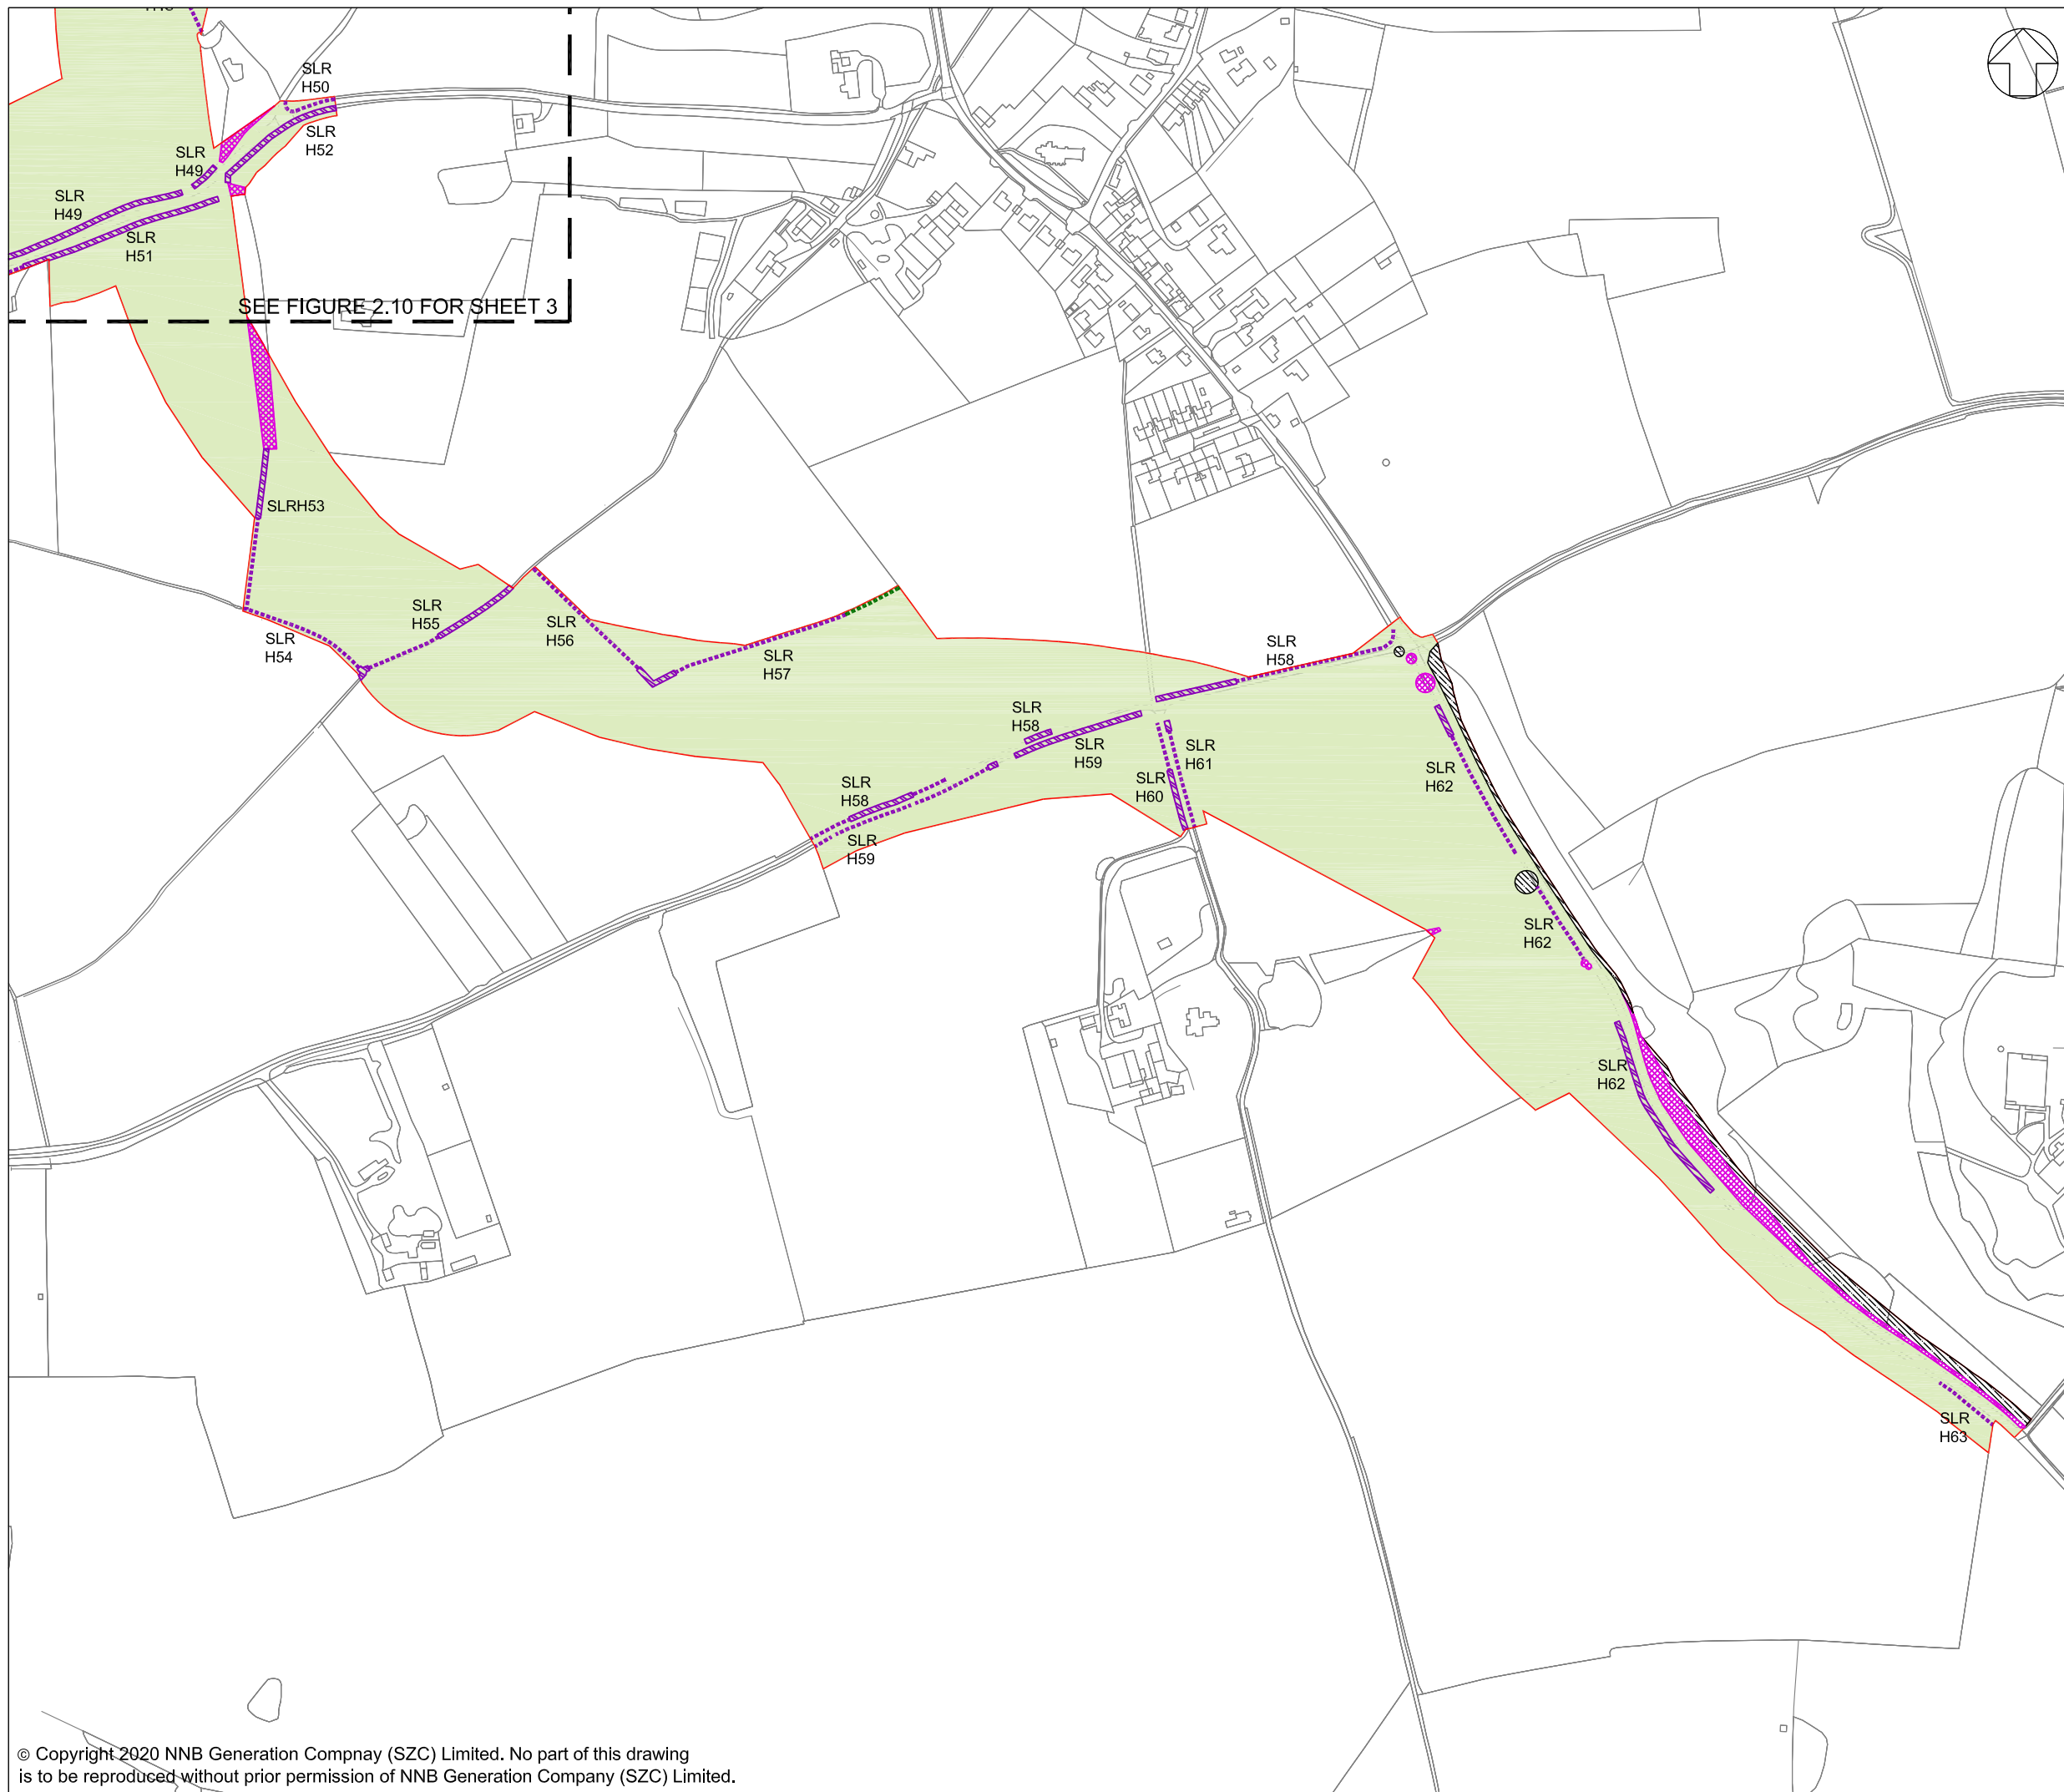 SLR
H50
SLR
H52
SLR
H49
SLR
H49
SLR
H51
SEE FIGURE 2.10 FOR SHEET 3
SLRH53
SLR
H54
SLR
H55
SLR
H56
SLR
H57
SLR
H58
SLR
H58
SLR
H59
SLR
H61
SLR
H60
SLR
H58
SLR
H59
SLR
H62
SLR
H62
SLR
H62
SLR
H63
© Copyright 2020 NNB Generation Compnay (SZC) Limited. No part of this drawing
is to be reproduced without prior permission of NNB Generation Company (SZC) Limited.